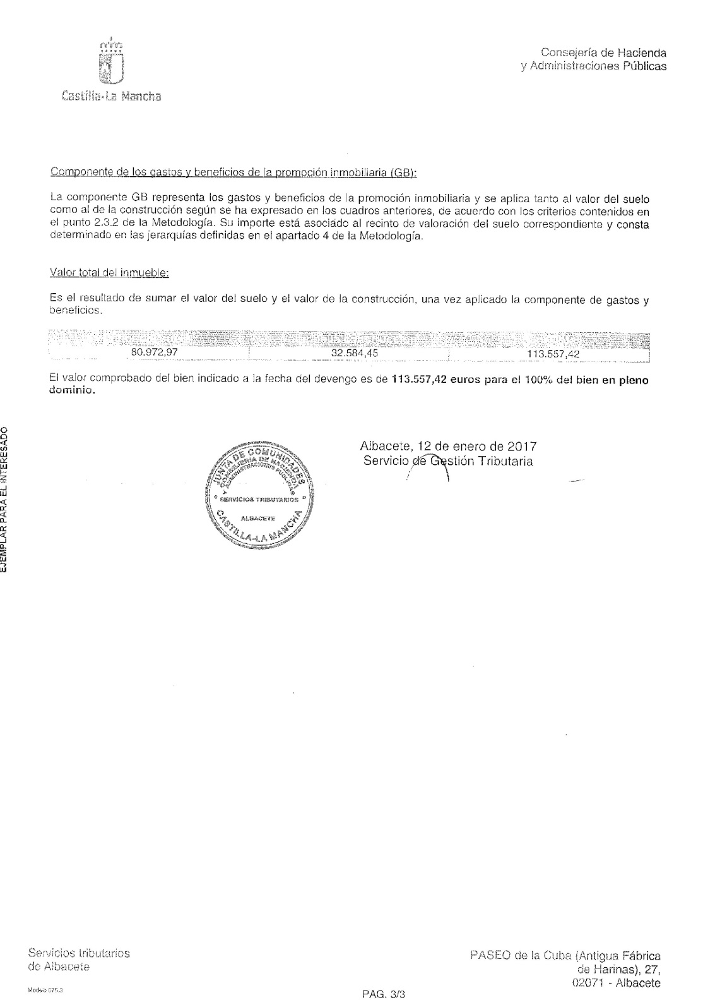 Castilla-La Mancha
Consejería de Hacienda
y Administraciones Públicas
Componente de los gastos y beneficios de la promoción inmobiliaria (GB):
La componente GB representa los gastos y beneficios de la promoción inmobiliaria y se aplica tanto al valor del suelo
como al de la construcción según se ha expresado en los cuadros anteriores, de acuerdo con los criterios contenidos en
el punto 2.3.2 de la Metodología. Su importe está asociado al recinto de valoración del suelo correspondiente y consta
determinado en las jerarquías definidas en el apartado 4 de la Metodología.
Valor total del inmueble:
Es el resultado de sumar el valor del suelo y el valor de la construcción, una vez aplicado la componente de gastos y
beneficios.
80.972,97 32.584,45 113.557,42
El valor comprobado del bien indicado a la fecha del devengo es de 113.557,42 euros para el 100% del bien en pleno
dominio.
EJEMPLAR PARA EL INTERESADO
Albacete, 12 de enero de 2017
Servicio de Gestión Tributaria
JUNTA DE COMUNIDADES
CONSEJERIA DE HACIENDA
Y ADMINISTRACIONES PUBLICAS
SERVICIOS TRIBUTARIOS
ALBACETE
CASTILLA-LA MANCHA
Servicios tributarios
de Albacete
Modelo 075.3
PAG. 3/3
PASEO de la Cuba (Antigua Fábrica
de Harinas), 27,
02071 - Albacete